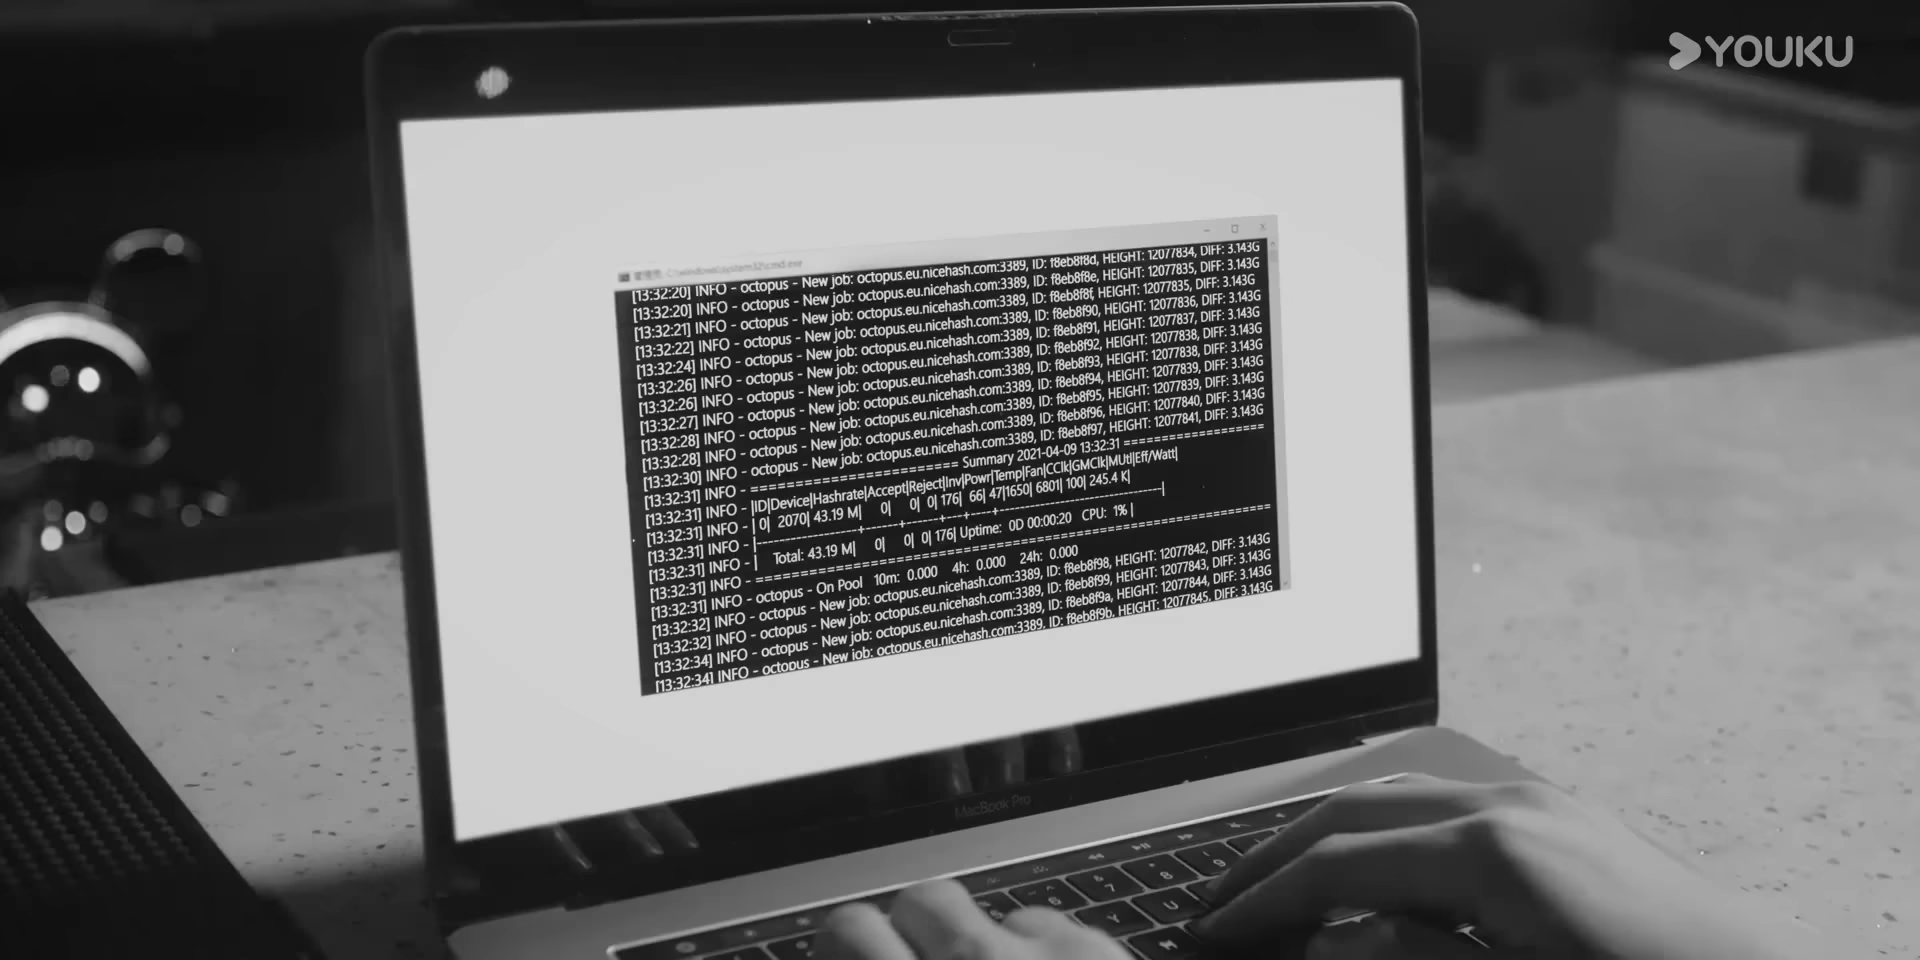 YOUKU
管理员: C:\windows\system32\cmd.exe
[13:32:20] INFO - octopus - New job: octopus.eu.nicehash.com:3389, ID: f8eb8f8d, HEIGHT: 12077834, DIFF: 3.143G
[13:32:20] INFO - octopus - New job: octopus.eu.nicehash.com:3389, ID: f8eb8f8e, HEIGHT: 12077835, DIFF: 3.143G
[13:32:21] INFO - octopus - New job: octopus.eu.nicehash.com:3389, ID: f8eb8f8f, HEIGHT: 12077835, DIFF: 3.143G
[13:32:22] INFO - octopus - New job: octopus.eu.nicehash.com:3389, ID: f8eb8f90, HEIGHT: 12077836, DIFF: 3.143G
[13:32:24] INFO - octopus - New job: octopus.eu.nicehash.com:3389, ID: f8eb8f91, HEIGHT: 12077837, DIFF: 3.143G
[13:32:26] INFO - octopus - New job: octopus.eu.nicehash.com:3389, ID: f8eb8f92, HEIGHT: 12077838, DIFF: 3.143G
[13:32:26] INFO - octopus - New job: octopus.eu.nicehash.com:3389, ID: f8eb8f93, HEIGHT: 12077838, DIFF: 3.143G
[13:32:27] INFO - octopus - New job: octopus.eu.nicehash.com:3389, ID: f8eb8f94, HEIGHT: 12077839, DIFF: 3.143G
[13:32:28] INFO - octopus - New job: octopus.eu.nicehash.com:3389, ID: f8eb8f95, HEIGHT: 12077839, DIFF: 3.143G
[13:32:28] INFO - octopus - New job: octopus.eu.nicehash.com:3389, ID: f8eb8f96, HEIGHT: 12077840, DIFF: 3.143G
[13:32:30] INFO - octopus - New job: octopus.eu.nicehash.com:3389, ID: f8eb8f97, HEIGHT: 12077841, DIFF: 3.143G
[13:32:31] INFO - ======================== Summary 2021-04-09 13:32:31 ===================
[13:32:31] INFO - |ID|Device|Hashrate|Accept|Reject|Inv|Powr|Temp|Fan|CClk|GMClk|MUtl|Eff/Watt|
[13:32:31] INFO - | 0| 2070| 43.19 M| 0| 0| 0| 176| 66| 47|1650| 6801| 100| 245.4 K|
[13:32:31] INFO - |------------------+------+------+---+----+--------------------------|
[13:32:31] INFO - | Total: 43.19 M| 0| 0| 0| 176| Uptime: 0D 00:00:20 CPU: 1% |
[13:32:31] INFO - ==================================================================
[13:32:31] INFO - octopus - On Pool 10m: 0.000 4h: 0.000 24h: 0.000
[13:32:32] INFO - octopus - New job: octopus.eu.nicehash.com:3389, ID: f8eb8f98, HEIGHT: 12077842, DIFF: 3.143G
[13:32:32] INFO - octopus - New job: octopus.eu.nicehash.com:3389, ID: f8eb8f99, HEIGHT: 12077843, DIFF: 3.143G
[13:32:34] INFO - octopus - New job: octopus.eu.nicehash.com:3389, ID: f8eb8f9a, HEIGHT: 12077844, DIFF: 3.143G
[13:32:34] INFO - octopus - New job: octopus.eu.nicehash.com:3389, ID: f8eb8f9b, HEIGHT: 12077845, DIFF: 3.143G
MacBook Pro
6 7 8 9
Y U